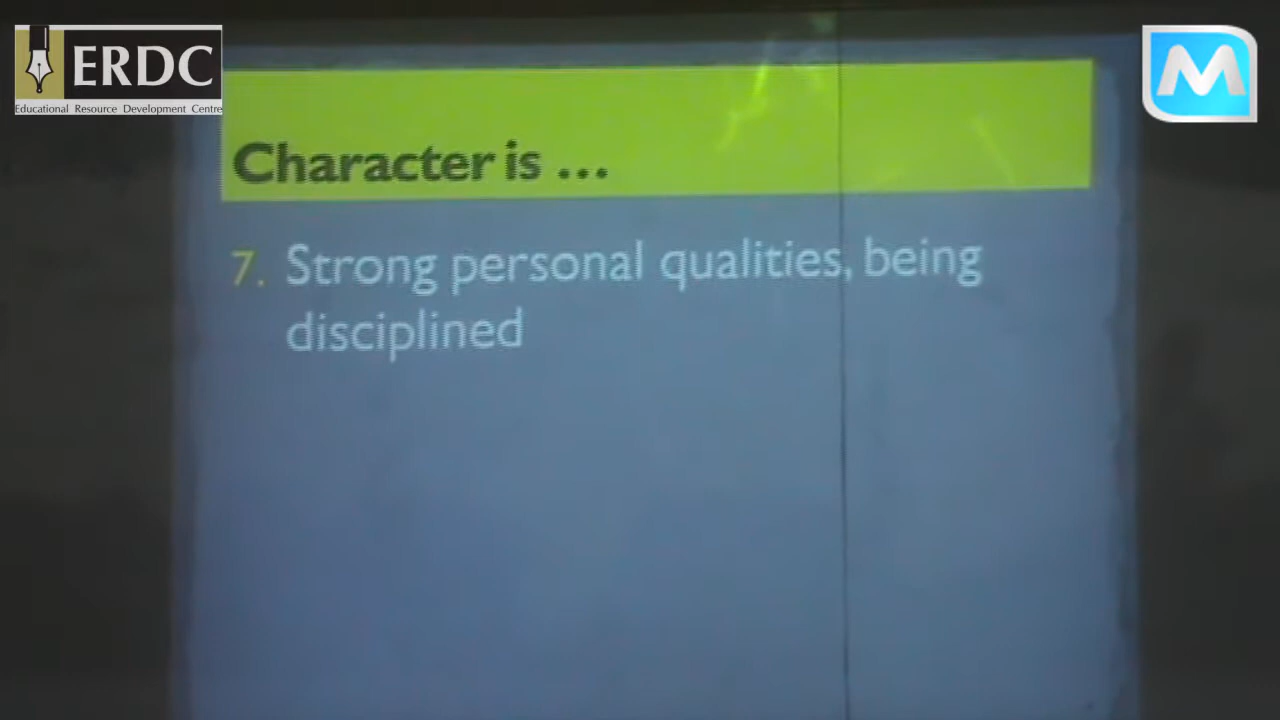 ERDC
Educational Resource Development Centre
M
Character is ...
7. Strong personal qualities, being
disciplined